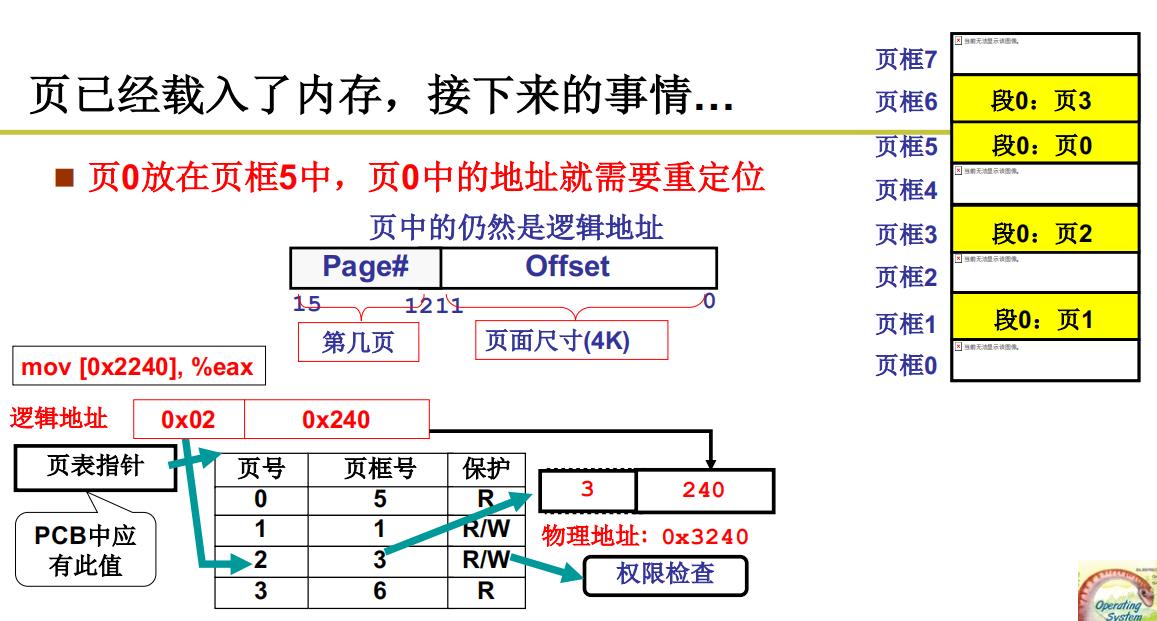 页已经载入了内存，接下来的事情…
页0放在页框5中，页0中的地址就需要重定位
页中的仍然是逻辑地址
Page# Offset
15 12 11 0
第几页 页面尺寸(4K)
mov [0x2240], %eax
逻辑地址 0x02 0x240
页表指针
PCB中应
有此值
页号 页框号 保护
0 5 R
1 1 R/W
2 3 R/W
3 6 R
3 240
物理地址: 0x3240
权限检查
页框7 当前无法显示该图像。
页框6 段0：页3
页框5 段0：页0
页框4 当前无法显示该图像。
页框3 段0：页2
页框2 当前无法显示该图像。
页框1 段0：页1
页框0 当前无法显示该图像。
Operating
System